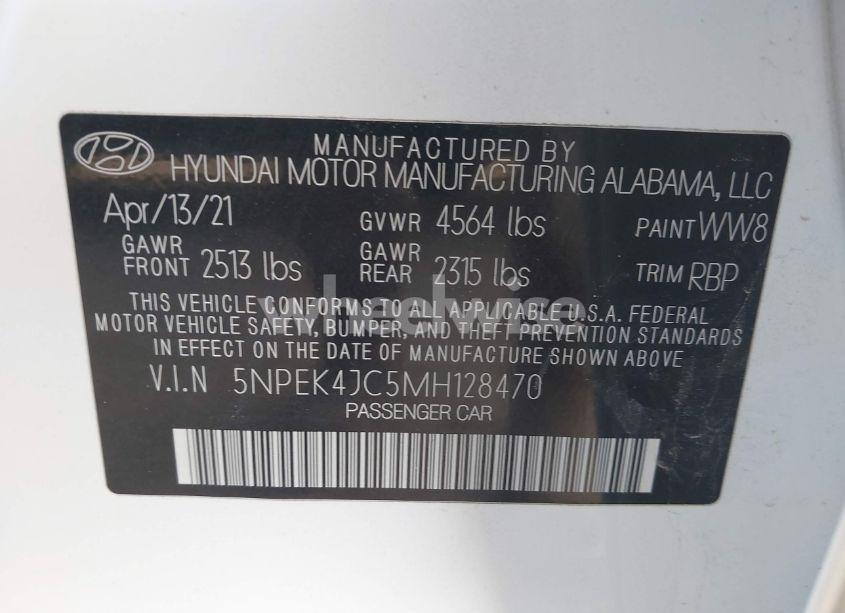 MANUFACTURED BY
HYUNDAI MOTOR MANUFACTURING ALABAMA, LLC
Apr/13/21 GVWR 4564 lbs PAINT WW8
GAWR FRONT 2513 lbs GAWR REAR 2315 lbs TRIM RBP
THIS VEHICLE CONFORMS TO ALL APPLICABLE U.S.A. FEDERAL
MOTOR VEHICLE SAFETY, BUMPER, AND THEFT PREVENTION STANDARDS
IN EFFECT ON THE DATE OF MANUFACTURE SHOWN ABOVE
V.I.N 5NPEK4JC5MH128470
PASSENGER CAR
wheelwise